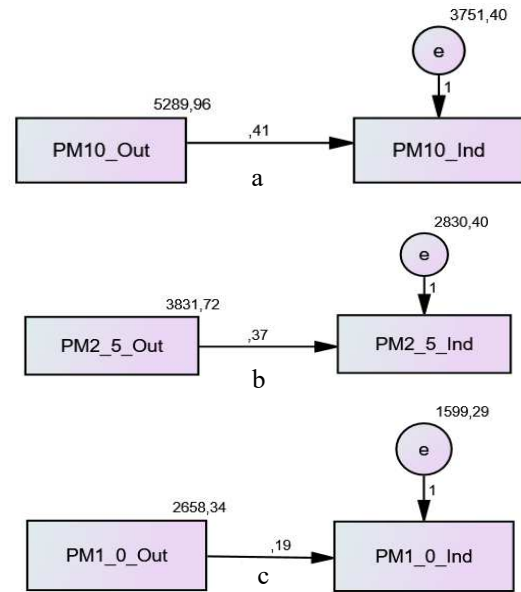 3751,40
e
5289,96
1
PM10_Out
,41
PM10_Ind
a
2830,40
e
3831,72
1
PM2_5_Out
,37
PM2_5_Ind
b
1599,29
e
2658,34
1
PM1_0_Out
,19
PM1_0_Ind
c